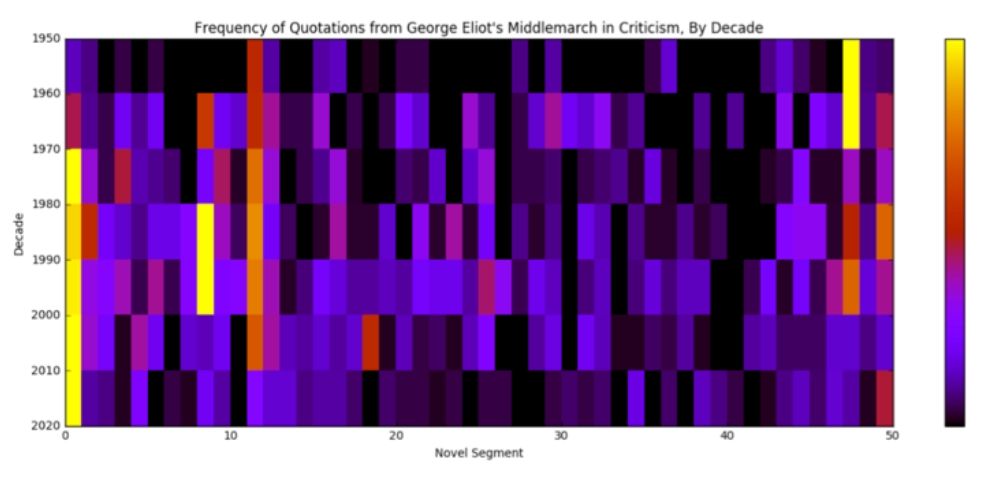 Frequency of Quotations from George Eliot's Middlemarch in Criticism, By Decade
1950
1960
1970
1980
1990
2000
2010
2020
Decade
0 10 20 30 40 50
Novel Segment